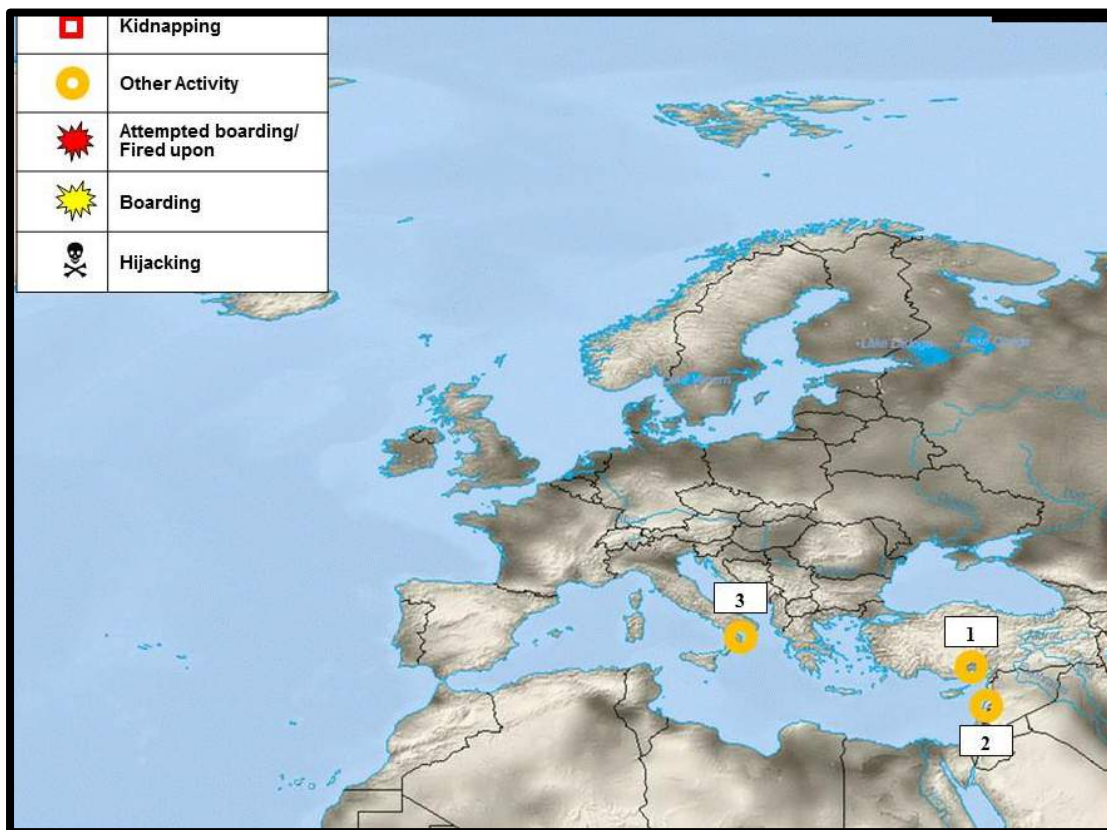 Kidnapping
Other Activity
Attempted boarding/
Fired upon
Boarding
Hijacking
3
1
2